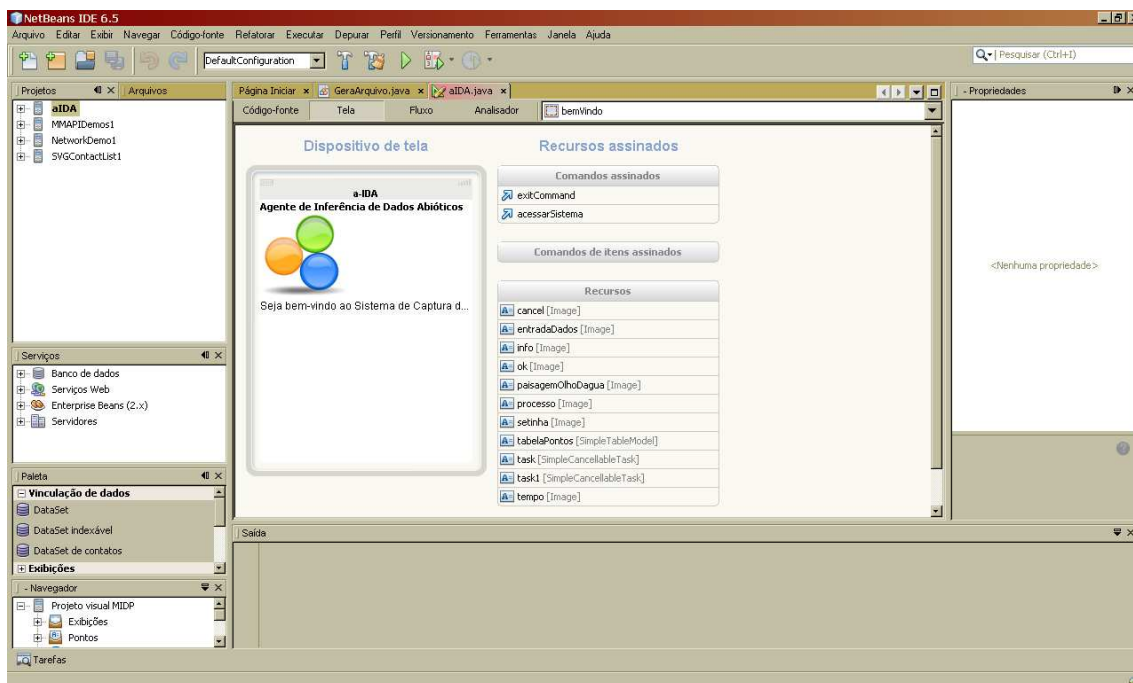 NetBeans IDE 6.5
Arquivo Editar Exibir Navegar Código-fonte Refatorar Executar Depurar Perfil Versionamento Ferramentas Janela Ajuda
DefaultConfiguration
Pesquisar (Ctrl+I)
Projetos
Arquivos
aIDA
MMAPIDemos1
NetworkDemo1
SVGContactList1
Página Iniciar
GeraArquivo.java
aIDA.java
Código-fonte Tela Fluxo Analisador
bemVindo
Dispositivo de tela
a-IDA
Agente de Inferência de Dados Abióticos
Seja bem-vindo ao Sistema de Captura d...
Recursos assinados
Comandos assinados
exitCommand
acessarSistema
Comandos de itens assinados
Recursos
cancel [Image]
entradaDados [Image]
info [Image]
ok [Image]
paisagemOlhoDagua [Image]
processo [Image]
setinha [Image]
tabelaPontos [SimpleTableModel]
task [SimpleCancellableTask]
task1 [SimpleCancellableTask]
tempo [Image]
- Propriedades
<Nenhuma propriedade>
Serviços
Banco de dados
Serviços Web
Enterprise Beans (2.x)
Servidores
Paleta
Vinculação de dados
DataSet
DataSet indexável
DataSet de contatos
Exibições
- Navegador
Projeto visual MIDP
Exibições
Pontos
Saída
Tarefas